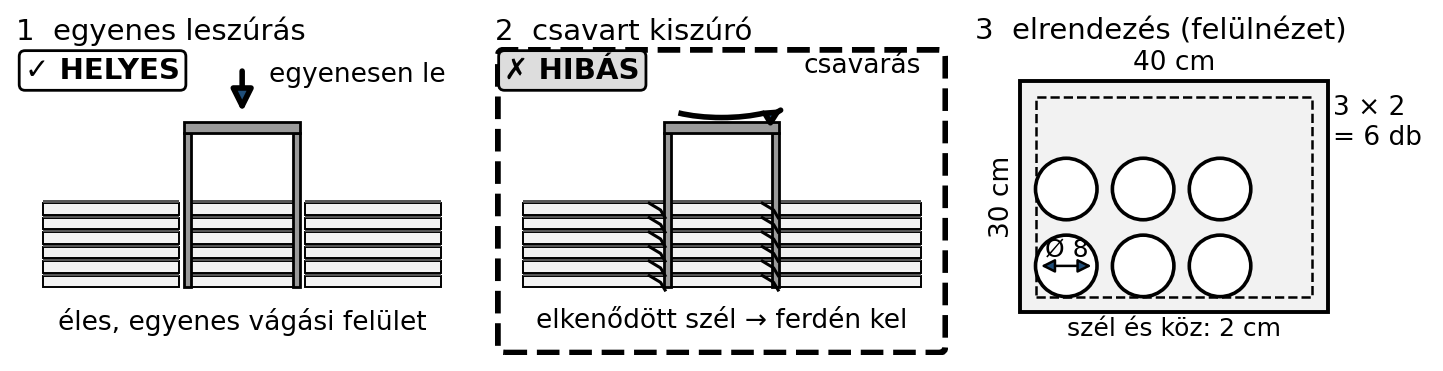 1  egyenes leszúrás
✓ HELYES
egyenesen le
éles, egyenes vágási felület
2  csavart kiszúró
✗ HIBÁS
csavarás
elkenődött szél → ferdén kel
3  elrendezés (felülnézet)
40 cm
3 × 2
= 6 db
30 cm
Ø 8
szél és köz: 2 cm